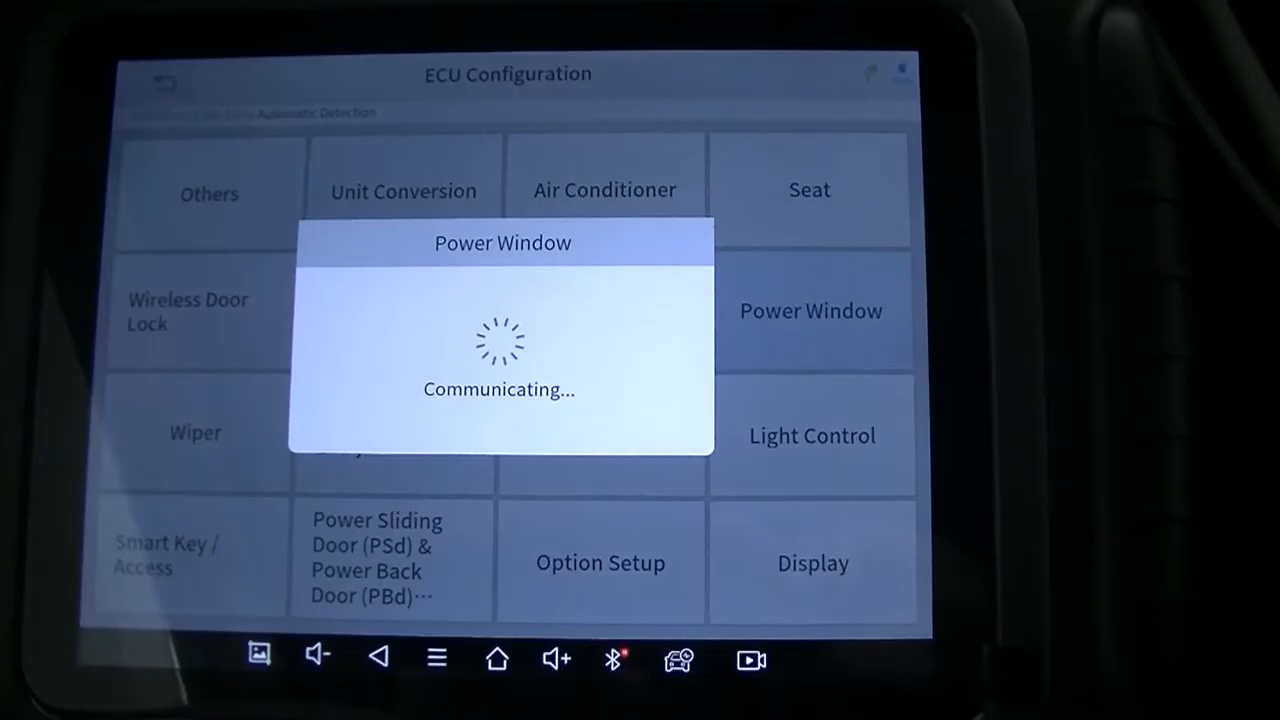 ECU Configuration
Automatic Detection
Others
Unit Conversion
Air Conditioner
Seat
Power Window
Wireless Door
Lock
Communicating...
Power Window
Wiper
Light Control
Smart Key /
Access
Power Sliding
Door (PSd) &
Power Back
Door (PBd)···
Option Setup
Display